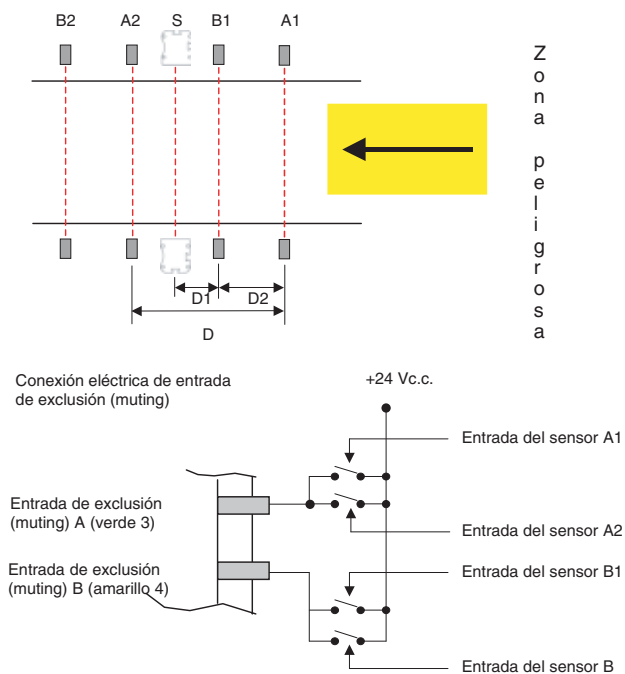 B2 A2 S B1 A1
Zona peligrosa
D1 D2
D
Conexión eléctrica de entrada
de exclusión (muting)
+24 Vc.c.
Entrada del sensor A1
Entrada de exclusión
(muting) A (verde 3)
Entrada del sensor A2
Entrada de exclusión
(muting) B (amarillo 4)
Entrada del sensor B1
Entrada del sensor B